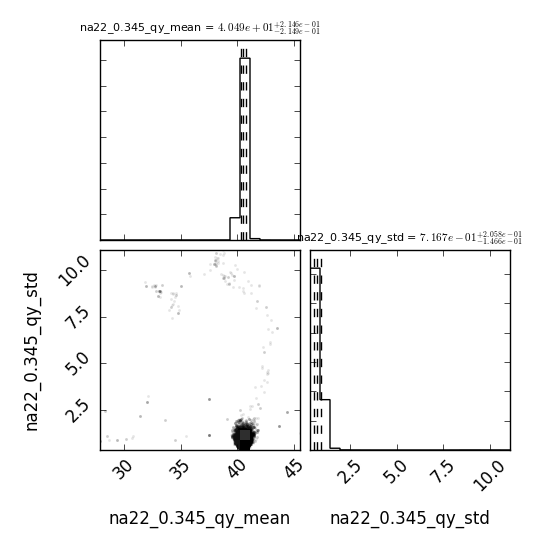 na22_0.345_qy_mean = 4.049e+01 +2.146e-01 -2.149e-01
na22_0.345_qy_std = 7.167e-01 +2.058e-01 -1.466e-01
na22_0.345_qy_std
10.0
7.5
5.0
2.5
30
35
40
45
2.5
5.0
7.5
10.0
na22_0.345_qy_mean
na22_0.345_qy_std